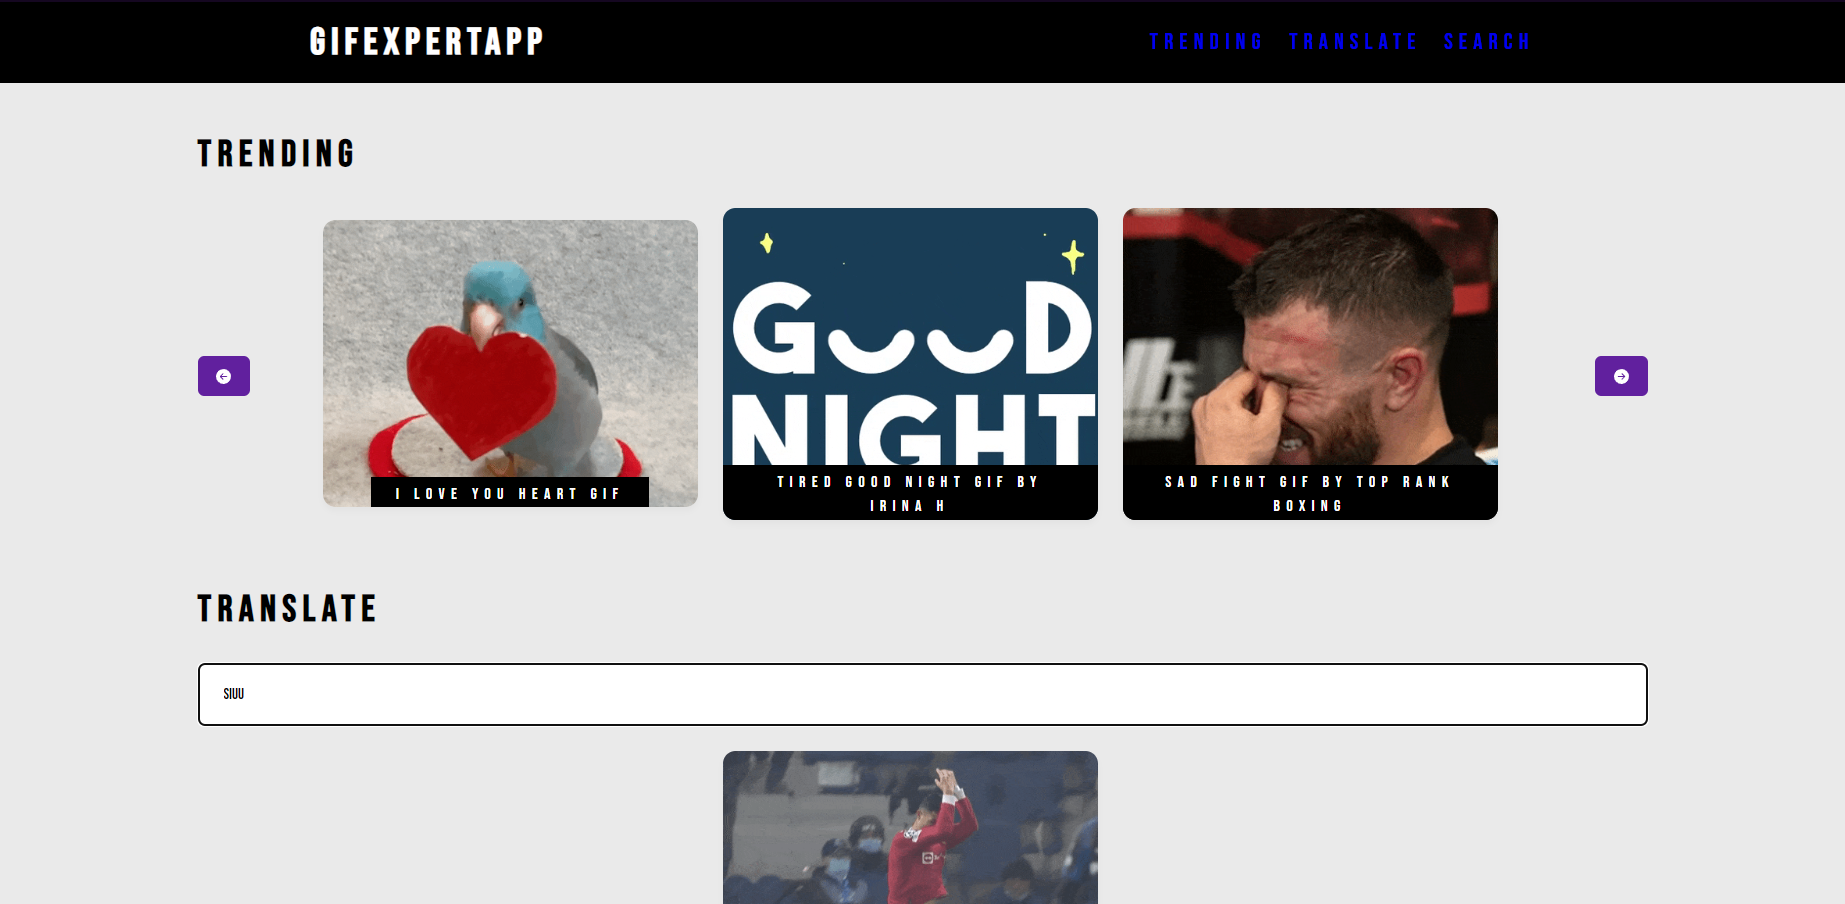 GIFEXPERTAPP
TRENDING TRANSLATE SEARCH
TRENDING
GOOD
NIGHT
I LOVE YOU HEART GIF
TIRED GOOD NIGHT GIF BY
IRINA H
SAD FIGHT GIF BY TOP RANK
BOXING
TRANSLATE
SIUU